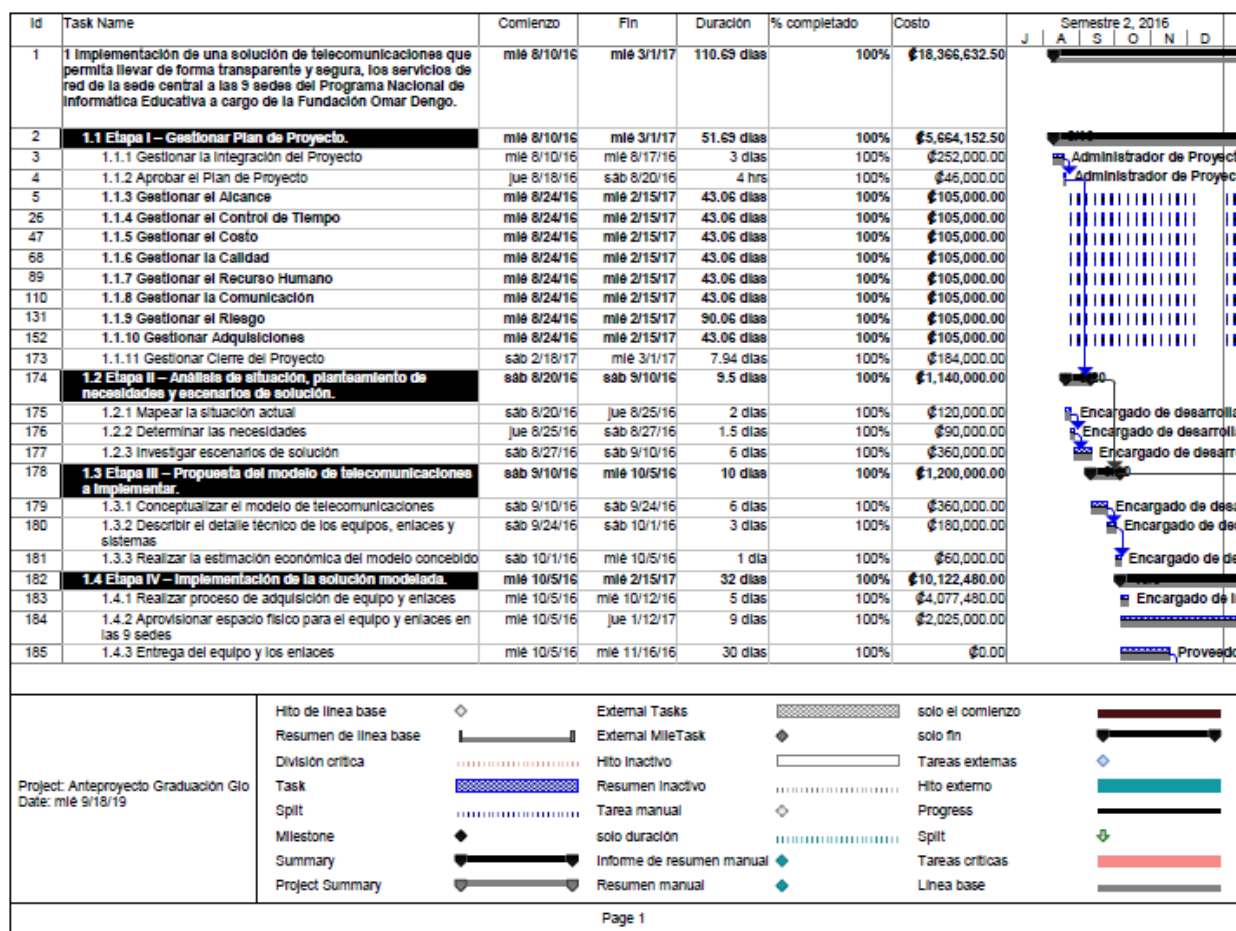 Id Task Name Comienzo Fin Duración % completado Costo Semestre 2, 2016
J A S O N D
1 1 Implementación de una solución de telecomunicaciones que mié 8/10/16 mié 3/1/17 110.69 días 100% ₡18,366,632.50
permita llevar de forma transparente y segura, los servicios de
red de la sede central a las 9 sedes del Programa Nacional de
Informática Educativa a cargo de la Fundación Omar Dengo.
2 1.1 Etapa I – Gestionar Plan de Proyecto. mié 8/10/16 mié 3/1/17 51.69 días 100% ₡5,664,152.50
3 1.1.1 Gestionar la Integración del Proyecto mié 8/10/16 mié 8/17/16 3 días 100% ₡252,000.00 Administrador de Proyect
4 1.1.2 Aprobar el Plan de Proyecto jue 8/18/16 sáb 8/20/16 4 hrs 100% ₡46,000.00 Administrador de Proyec
5 1.1.3 Gestionar el Alcance mié 8/24/16 mié 2/15/17 43.06 días 100% ₡105,000.00
26 1.1.4 Gestionar el Control de Tiempo mié 8/24/16 mié 2/15/17 43.06 días 100% ₡105,000.00
47 1.1.5 Gestionar el Costo mié 8/24/16 mié 2/15/17 43.06 días 100% ₡105,000.00
68 1.1.6 Gestionar la Calidad mié 8/24/16 mié 2/15/17 43.06 días 100% ₡105,000.00
89 1.1.7 Gestionar el Recurso Humano mié 8/24/16 mié 2/15/17 43.06 días 100% ₡105,000.00
110 1.1.8 Gestionar la Comunicación mié 8/24/16 mié 2/15/17 43.06 días 100% ₡105,000.00
131 1.1.9 Gestionar el Riesgo mié 8/24/16 mié 2/15/17 90.06 días 100% ₡105,000.00
152 1.1.10 Gestionar Adquisiciones mié 8/24/16 mié 2/15/17 43.06 días 100% ₡105,000.00
173 1.1.11 Gestionar Cierre del Proyecto sáb 2/18/17 mié 3/1/17 7.94 días 100% ₡184,000.00
174 1.2 Etapa II – Análisis de situación, planteamiento de sáb 8/20/16 sáb 9/10/16 9.5 días 100% ₡1,140,000.00
necesidades y escenarios de solución.
175 1.2.1 Mapear la situación actual sáb 8/20/16 jue 8/25/16 2 días 100% ₡120,000.00 Encargado de desarrolla
176 1.2.2 Determinar las necesidades jue 8/25/16 sáb 8/27/16 1.5 días 100% ₡90,000.00 Encargado de desarroll
177 1.2.3 Investigar escenarios de solución sáb 8/27/16 sáb 9/10/16 6 días 100% ₡360,000.00 Encargado de desarr
178 1.3 Etapa III – Propuesta del modelo de telecomunicaciones sáb 9/10/16 mié 10/5/16 10 días 100% ₡1,200,000.00
a implementar.
179 1.3.1 Conceptualizar el modelo de telecomunicaciones sáb 9/10/16 sáb 9/24/16 6 días 100% ₡360,000.00 Encargado de desa
180 1.3.2 Describir el detalle técnico de los equipos, enlaces y sáb 9/24/16 sáb 10/1/16 3 días 100% ₡180,000.00 Encargado de des
sistemas
181 1.3.3 Realizar la estimación económica del modelo concebido sáb 10/1/16 mié 10/5/16 1 día 100% ₡60,000.00 Encargado de de
182 1.4 Etapa IV – Implementación de la solución modelada. mié 10/5/16 mié 2/15/17 32 días 100% ₡10,122,480.00
183 1.4.1 Realizar proceso de adquisición de equipo y enlaces mié 10/5/16 mié 10/12/16 5 días 100% ₡4,077,480.00 Encargado de
184 1.4.2 Aprovisionar espacio físico para el equipo y enlaces en mié 10/5/16 jue 1/12/17 9 días 100% ₡2,025,000.00
las 9 sedes
185 1.4.3 Entrega del equipo y los enlaces mié 10/5/16 mié 11/16/16 30 días 100% ₡0.00 Proveedo
Project: Anteproyecto Graduación Glo
Date: mié 9/18/19
Hito de línea base External Tasks solo el comienzo
Resumen de línea base External MileTask solo fin
División crítica Hito inactivo Tareas externas
Task Resumen inactivo Hito externo
Split Tarea manual Progress
Milestone solo duración Split
Summary Informe de resumen manual Tareas críticas
Project Summary Resumen manual Línea base
Page 1